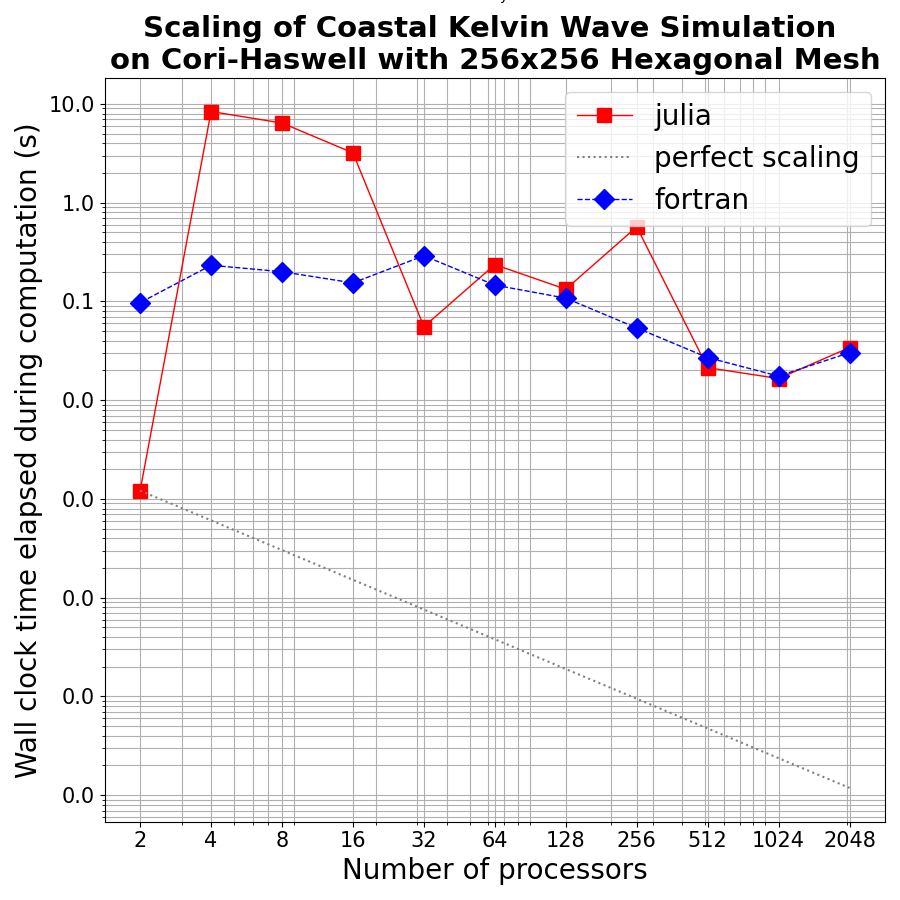 Scaling of Coastal Kelvin Wave Simulation
on Cori-Haswell with 256x256 Hexagonal Mesh
julia
perfect scaling
fortran
Wall clock time elapsed during computation (s)
10.0
1.0
0.1
0.0
0.0
0.0
0.0
0.0
2 4 8 16 32 64 128 256 512 1024 2048
Number of processors